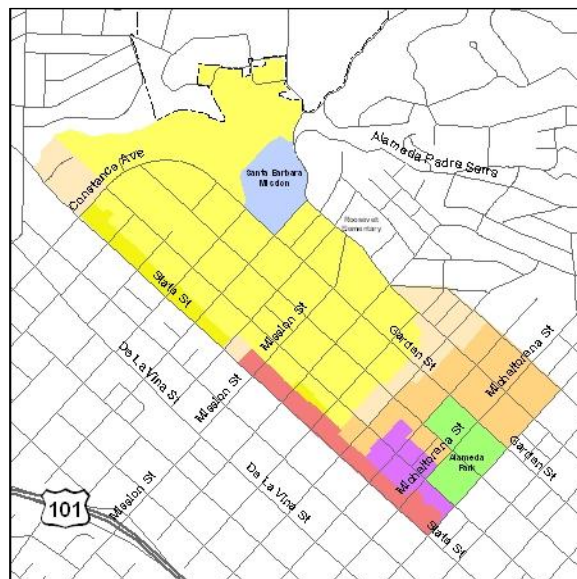 Alameda Padre Serra
Constance Ave
Santa Barbara
Mission
Roosevelt
Elementary
State St
Mission St
Garden St
Micheltorena St
De La Vina St
Mission St
Micheltorena St
Alameda
Park
Garden St
De La Vina St
Mission St
State St
101